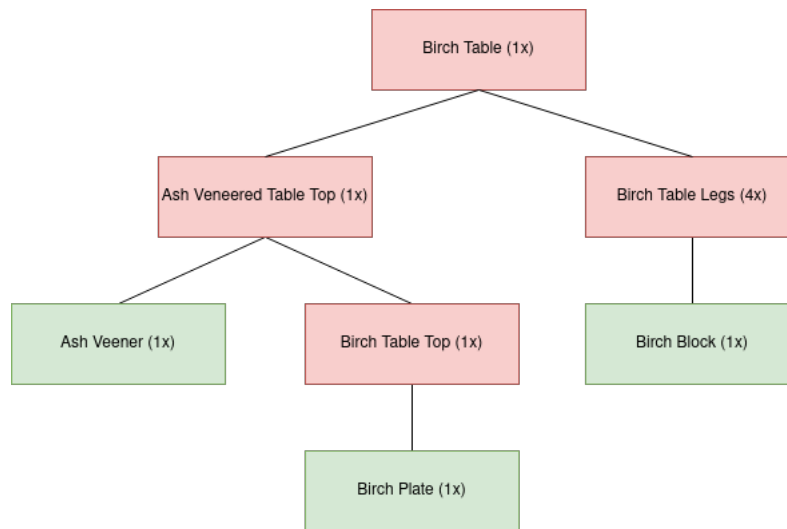 Birch Table (1x)
Ash Veneered Table Top (1x)
Birch Table Legs (4x)
Ash Veener (1x)
Birch Table Top (1x)
Birch Block (1x)
Birch Plate (1x)